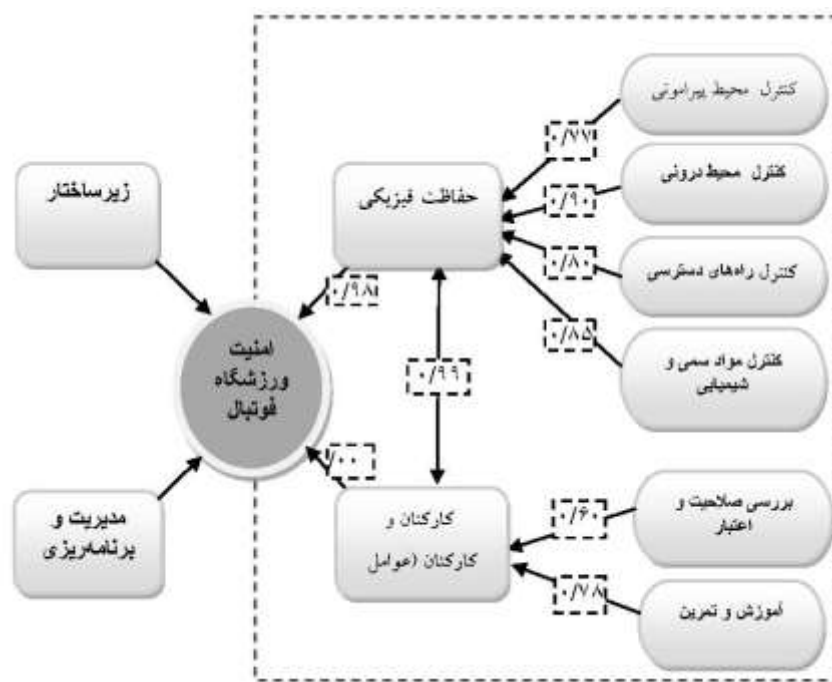 کنترل محیط پیرامونی
۰/۷۷
کنترل محیط درونی
زیرساختار
حفاظت فیزیکی
۰/۹۰
۰/۸۰
کنترل راه‌های دسترسی
۰/۹۸
امنیت
ورزشگاه
فوتبال
۰/۸۵
کنترل مواد سمی و
شیمیایی
۰/۹۹
/۰۰
مدیریت و
برنامه‌ریزی
کارکنان و
کارکنان (عوامل
۰/۶۰
بررسی صلاحیت و
اعتبار
۰/۷۸
آموزش و تمرین